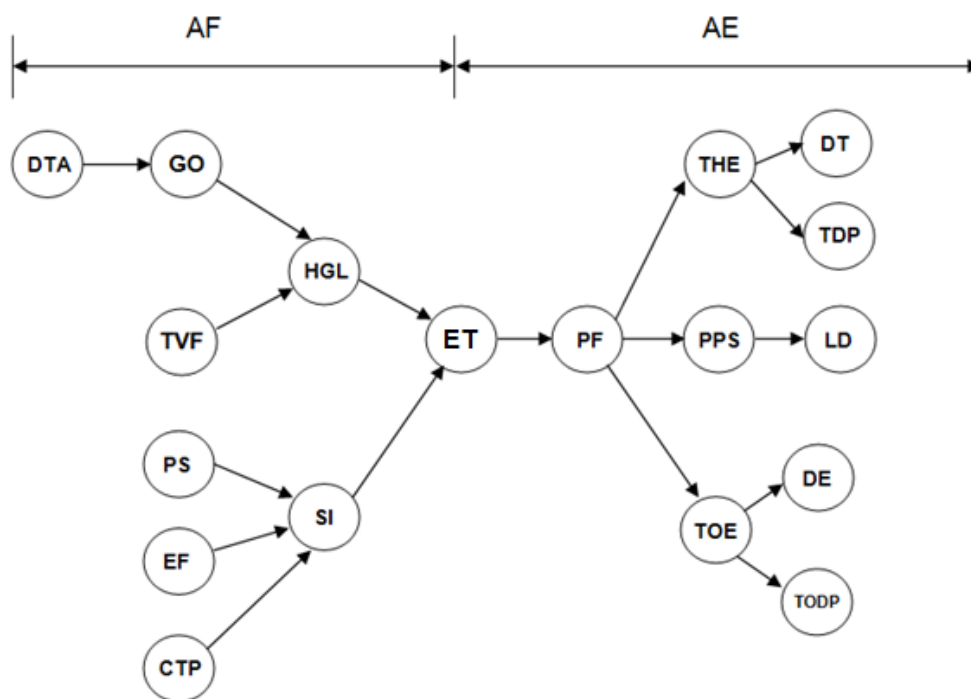 AF
AE
DTA
GO
THE
DT
TDP
HGL
TVF
ET
PF
PPS
LD
PS
SI
EF
CTP
TOE
DE
TODP